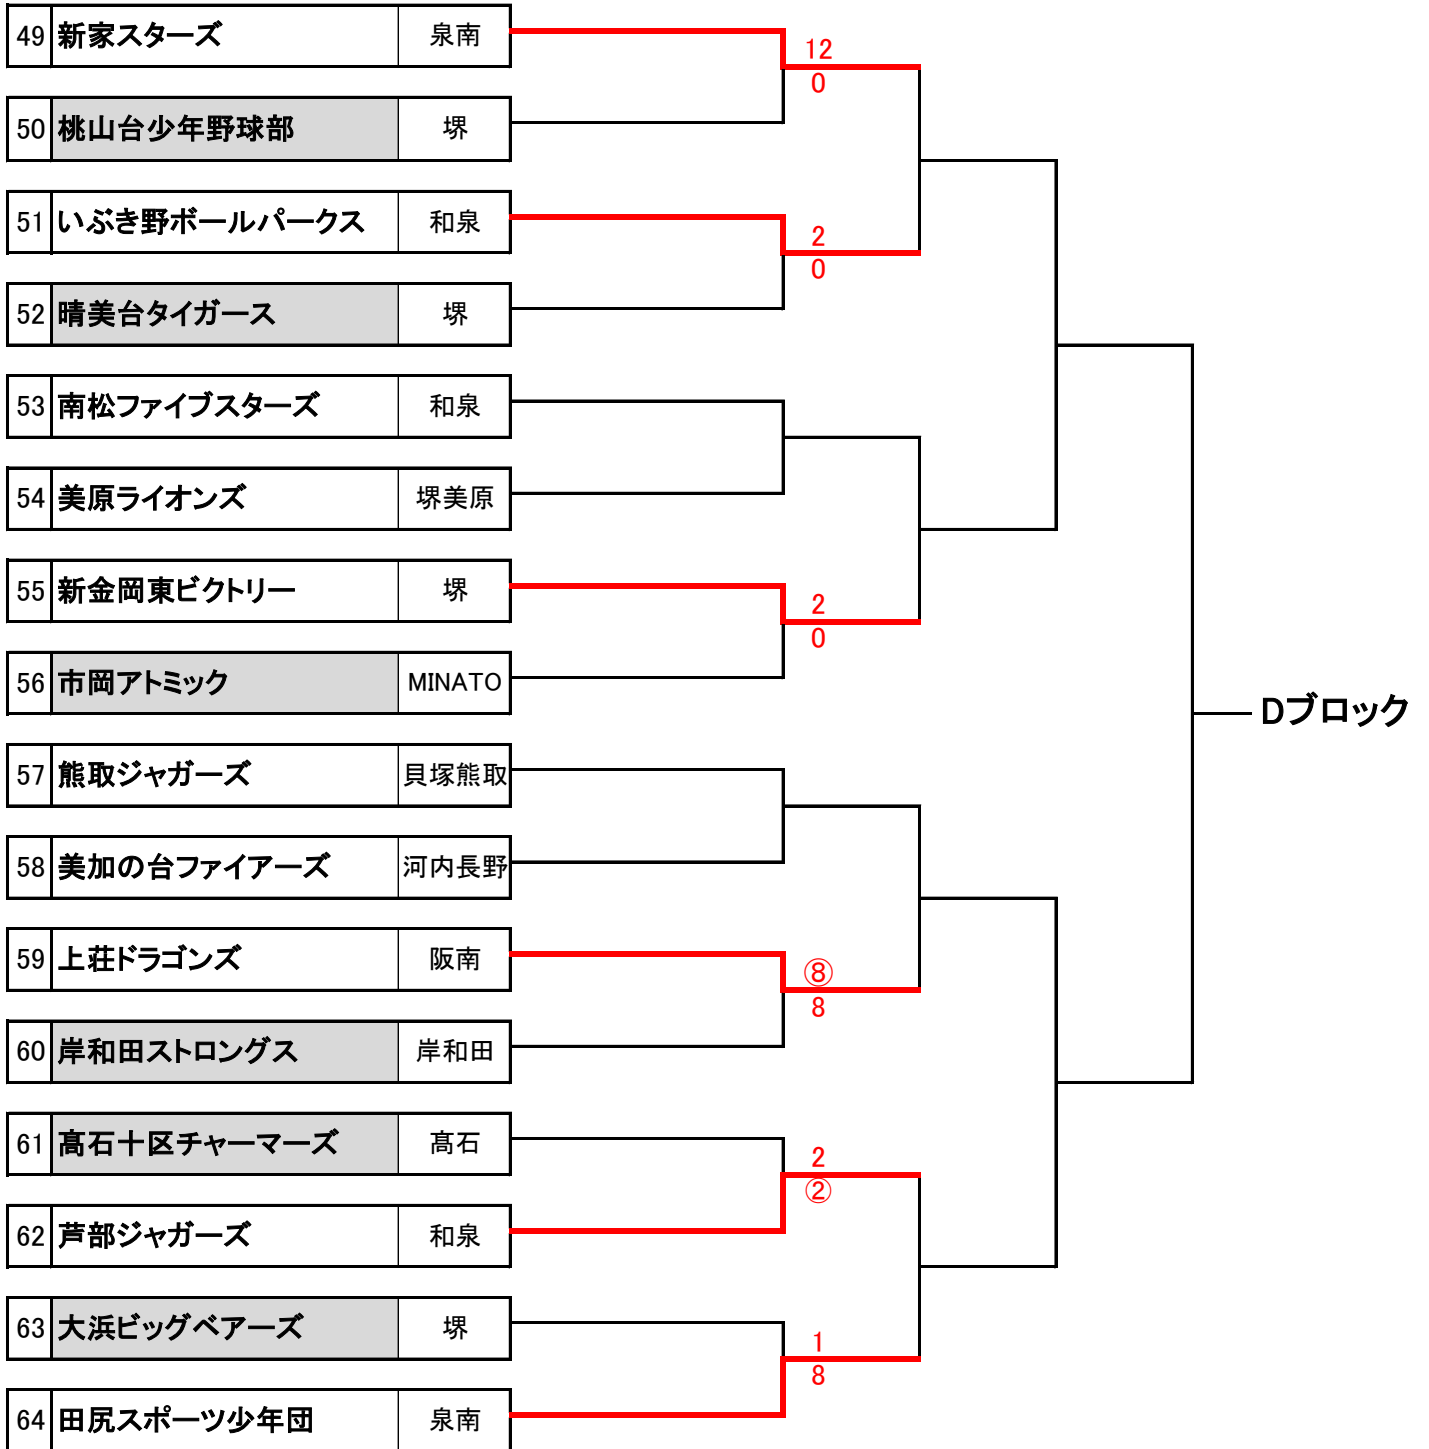 49 新家スターズ 泉南
12
0
50 桃山台少年野球部 堺
51 いぶき野ボールパークス 和泉
2
0
52 晴美台タイガース 堺
53 南松ファイブスターズ 和泉
54 美原ライオンズ 堺美原
55 新金岡東ビクトリー 堺
2
0
56 市岡アトミック MINATO
Dブロック
57 熊取ジャガーズ 貝塚熊取
58 美加の台ファイアーズ 河内長野
59 上荘ドラゴンズ 阪南
⑧
8
60 岸和田ストロングス 岸和田
61 髙石十区チャーマーズ 髙石
2
②
62 芦部ジャガーズ 和泉
63 大浜ビッグベアーズ 堺
1
8
64 田尻スポーツ少年団 泉南